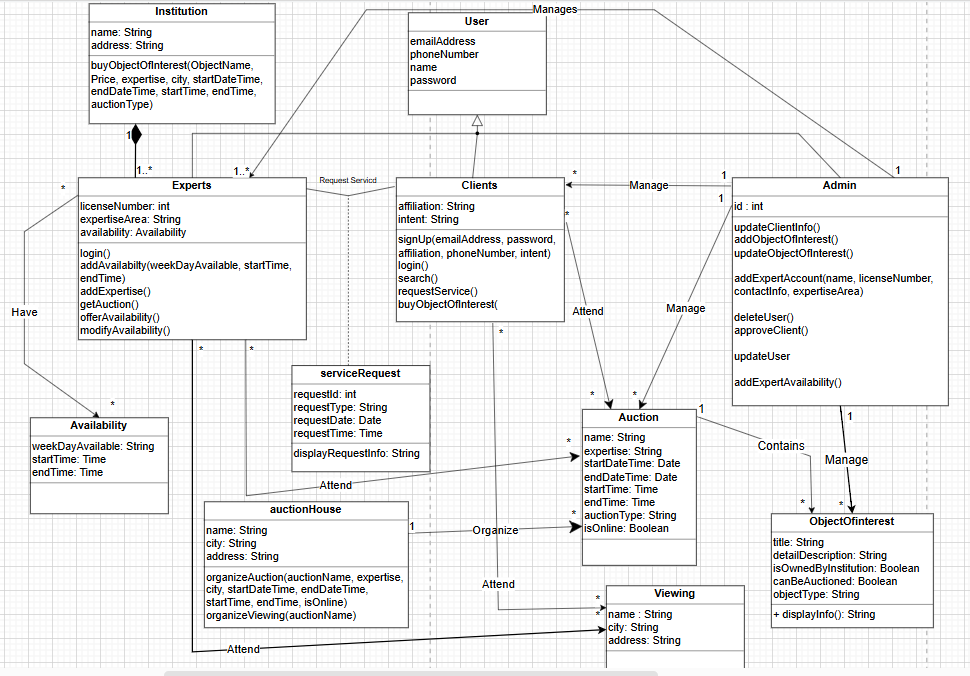 Institution
name: String
address: String
buyObjectOfInterest(ObjectName,
Price, expertise, city, startDateTime,
endDateTime, startTime, endTime,
auctionType)
Manages
User
emailAddress
phoneNumber
name
password
1
1..*
1..*
1
*
Experts
licenseNumber: int
expertiseArea: String
availability: Availability
login()
addAvailabilty(weekDayAvailable, startTime,
endTime)
addExpertise()
getAuction()
offerAvailability()
modifyAvailability()
Request Servicd
Clients
affiliation: String
intent: String
signUp(emailAddress, password,
affiliation, phoneNumber, intent)
login()
search()
requestService()
buyObjectOfInterest(
*
Manage
1
1
Admin
id : int
updateClientInfo()
addObjectOfInterest()
updateObjectOfInterest()
addExpertAccount(name, licenseNumber,
contactInfo, expertiseArea)
deleteUser()
approveClient()
updateUser
addExpertAvailability()
*
Attend
Manage
Have
*
*
*
serviceRequest
requestId: int
requestType: String
requestDate: Date
requestTime: Time
displayRequestInfo: String
*
*
*
Availability
weekDayAvailable: String
startTime: Time
endTime: Time
Auction
name: String
expertise: String
startDateTime: Date
endDateTime: Date
startTime: Time
endTime: Time
auctionType: String
isOnline: Boolean
1
Contains
1
Manage
*
*
*
Attend
auctionHouse
name: String
city: String
address: String
organizeAuction(auctionName, expertise,
city, startDateTime, endDateTime,
startTime, endTime, isOnline)
organizeViewing(auctionName)
1
Organize
*
ObjectOfinterest
title: String
detailDescription: String
isOwnedByInstitution: Boolean
canBeAuctioned: Boolean
objectType: String
+ displayInfo(): String
Attend
*
*
Viewing
name : String
city: String
address: String
Attend